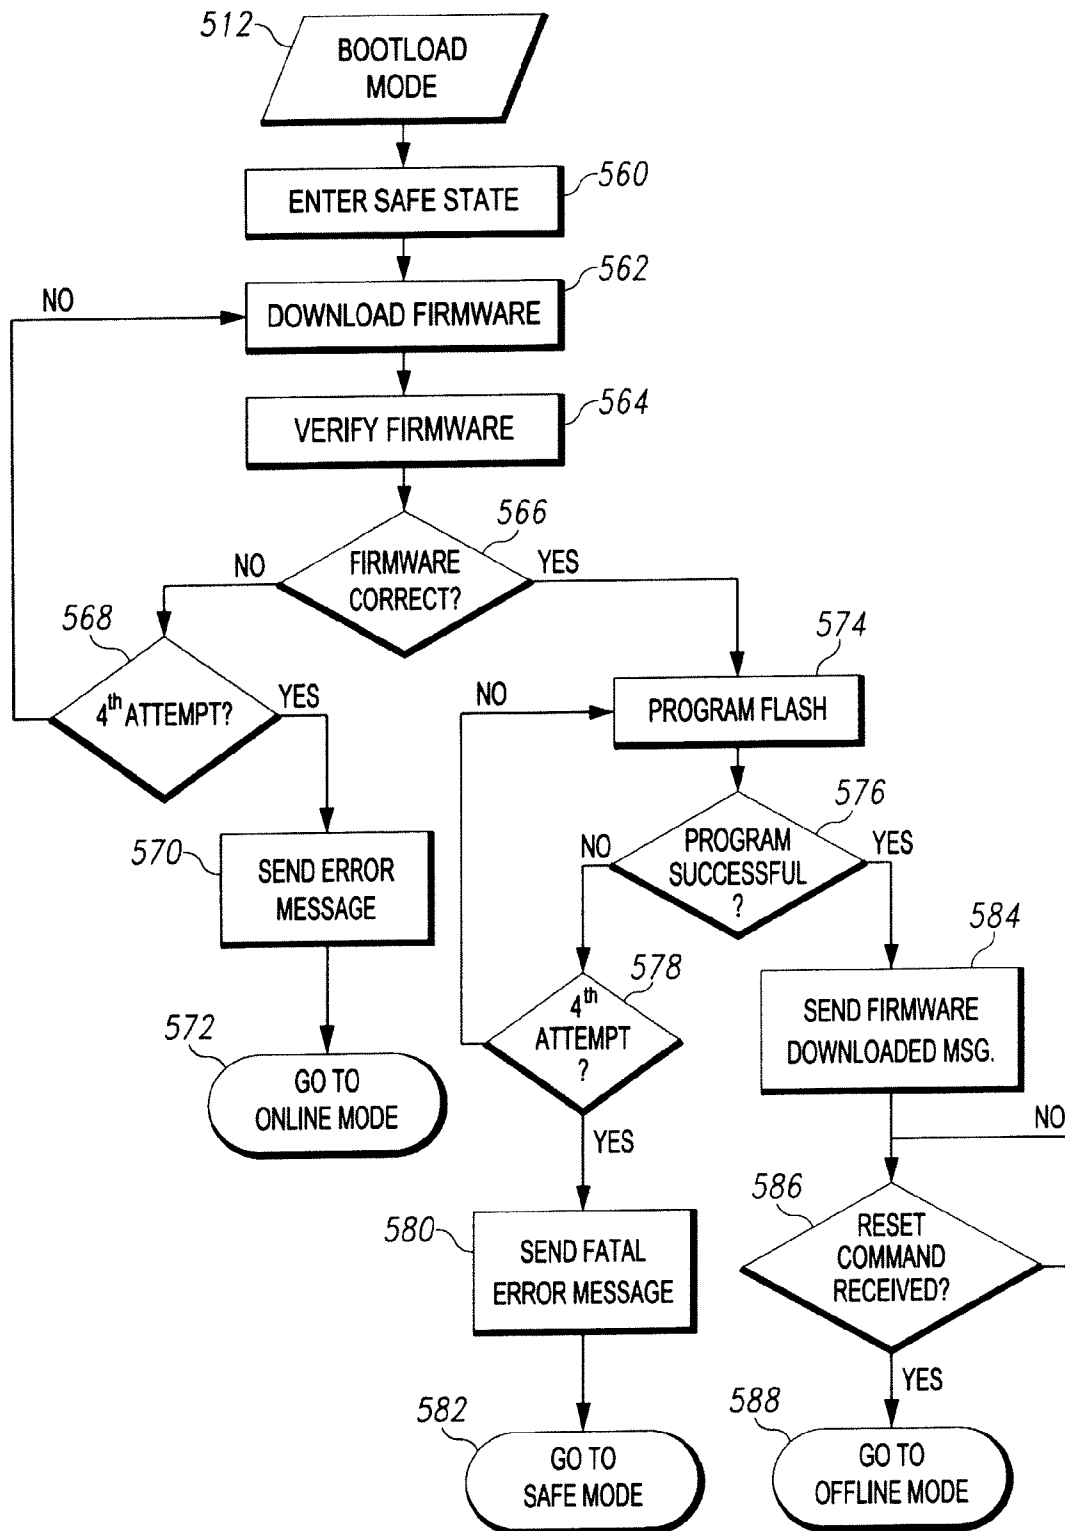 512
BOOTLOAD
MODE
560
ENTER SAFE STATE
562
NO
DOWNLOAD FIRMWARE
564
VERIFY FIRMWARE
566
NO
FIRMWARE
CORRECT?
YES
568
4th ATTEMPT?
YES
574
NO
PROGRAM FLASH
576
NO
PROGRAM
SUCCESSFUL
?
YES
570
SEND ERROR
MESSAGE
584
SEND FIRMWARE
DOWNLOADED MSG.
578
4th
ATTEMPT
?
572
GO TO
ONLINE MODE
YES
NO
586
RESET
COMMAND
RECEIVED?
580
SEND FATAL
ERROR MESSAGE
YES
582
GO TO
SAFE MODE
588
GO TO
OFFLINE MODE